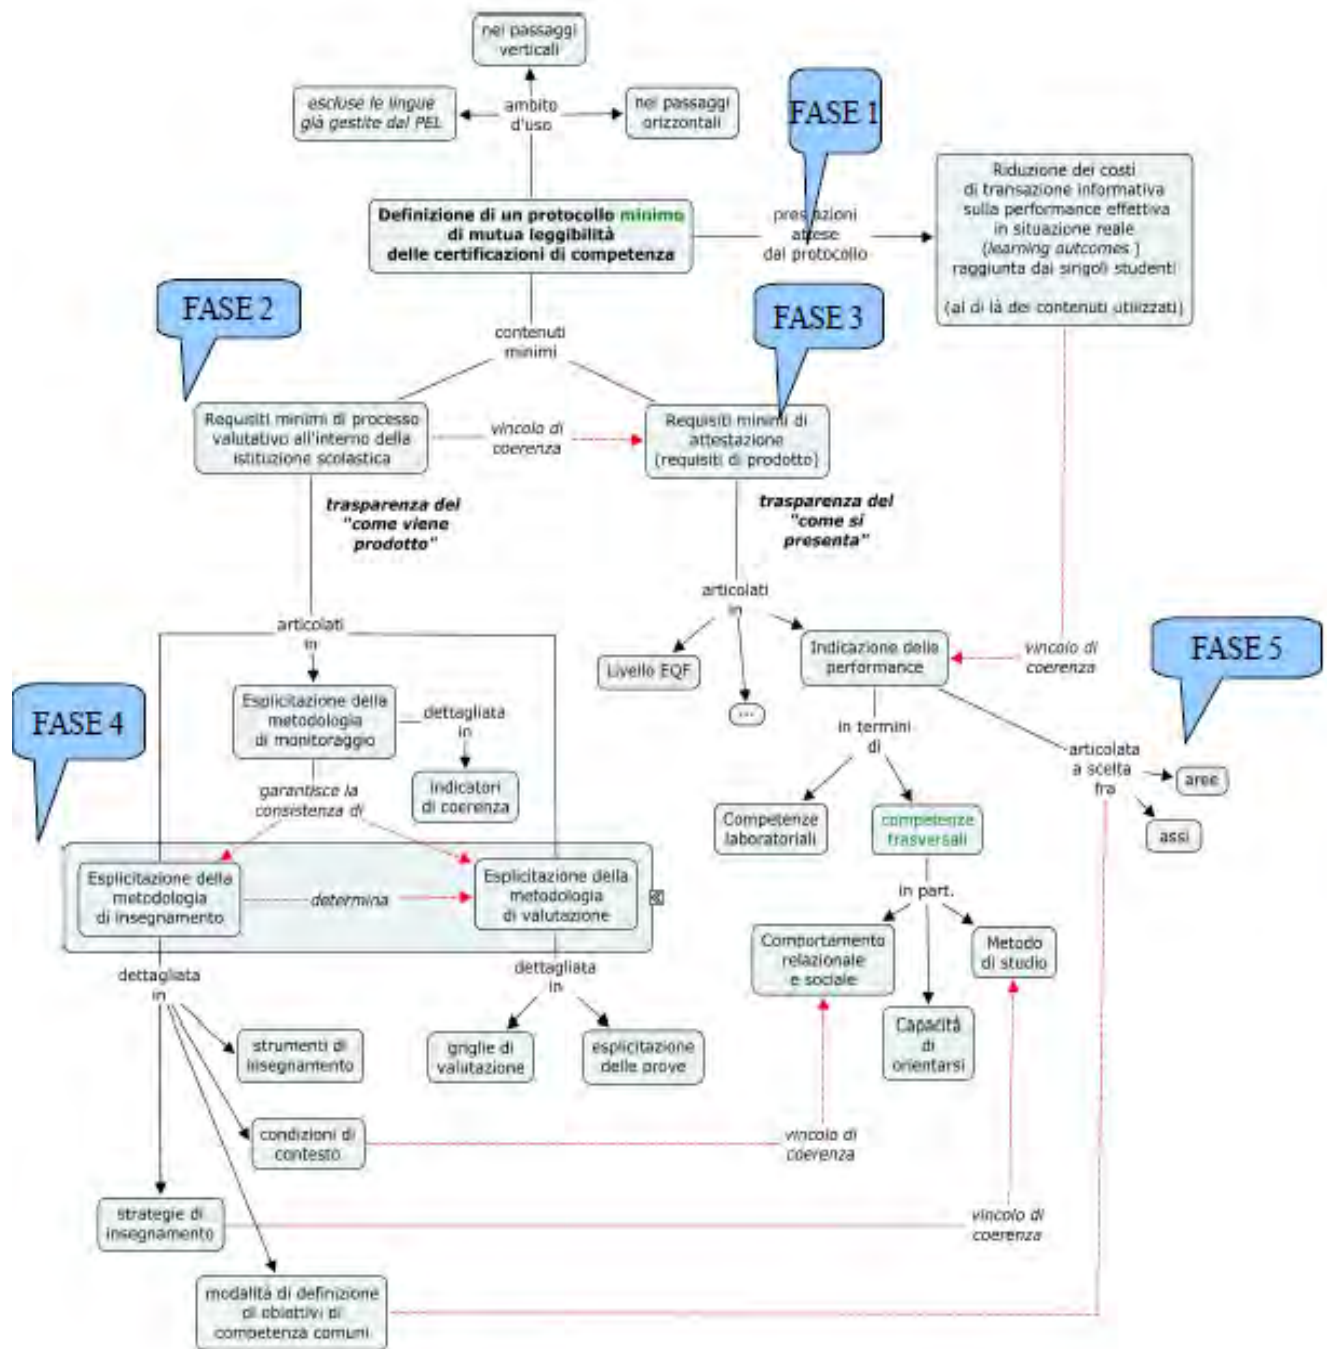 nei passaggi
verticali
escluse le lingue
già gestite dal PEL
ambito
d'uso
nei passaggi
orizzontali
FASE 1
Definizione di un protocollo minimo
di mutua leggibilità
delle certificazioni di competenza
attese
dal protocollo
Riduzione dei costi
di transazione informativa
sulla performance effettiva
in situazione reale
(learning outcomes )
raggiunta dai singoli studenti
(al di là dei contenuti utilizzati)
FASE 2
contenuti
minimi
FASE 3
Requisiti minimi di processo
valutativo all'interno della
istituzione scolastica
vincolo di
coerenza
Requisiti minimi di
attestazione
(requisiti di prodotto)
trasparenza del
"come viene
prodotto"
trasparenza del
"come si
presenta"
articolati
in
articolati
in
Livello EQF
...
Indicazione delle
performance
vincolo di
coerenza
FASE 5
FASE 4
Esplicitazione della
metodologia
di monitoraggio
dettagliata
in
indicatori
di coerenza
garantisce la
consistenza di
in termini
di
articolata
a scelta
fra
aree
assi
Competenze
laboratoriali
competenze
trasversali
Esplicitazione della
metodologia
di insegnamento
determina
Esplicitazione della
metodologia
di valutazione
in part.
Comportamento
relazionale
e sociale
Metodo
di studio
Capacità
di
orientarsi
dettagliata
in
dettagliata
in
strumenti di
insegnamento
griglie di
valutazione
esplicitazione
delle prove
condizioni di
contesto
vincolo di
coerenza
strategie di
insegnamento
vincolo di
coerenza
modalità di definizione
di obiettivi di
competenza comuni